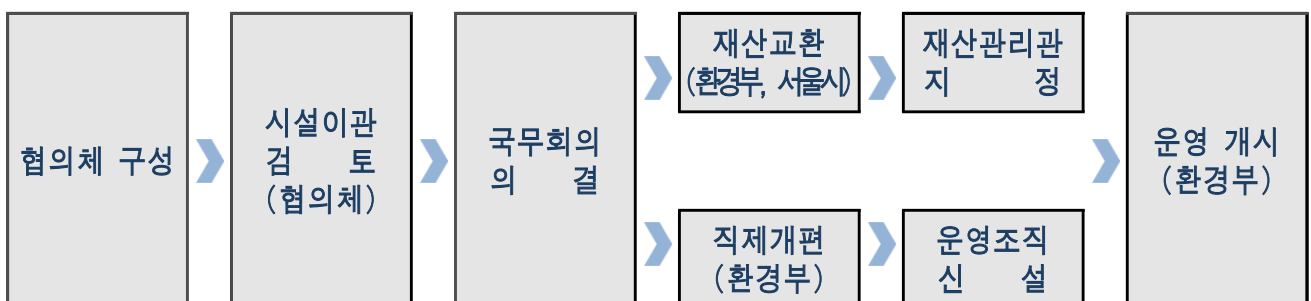 협의체 구성
시설이관
검 토
(협의체)
국무회의
의 결
재산교환
(환경부, 서울시)
재산관리관
지 정
직제개편
(환경부)
운영조직
신 설
운영 개시
(환경부)